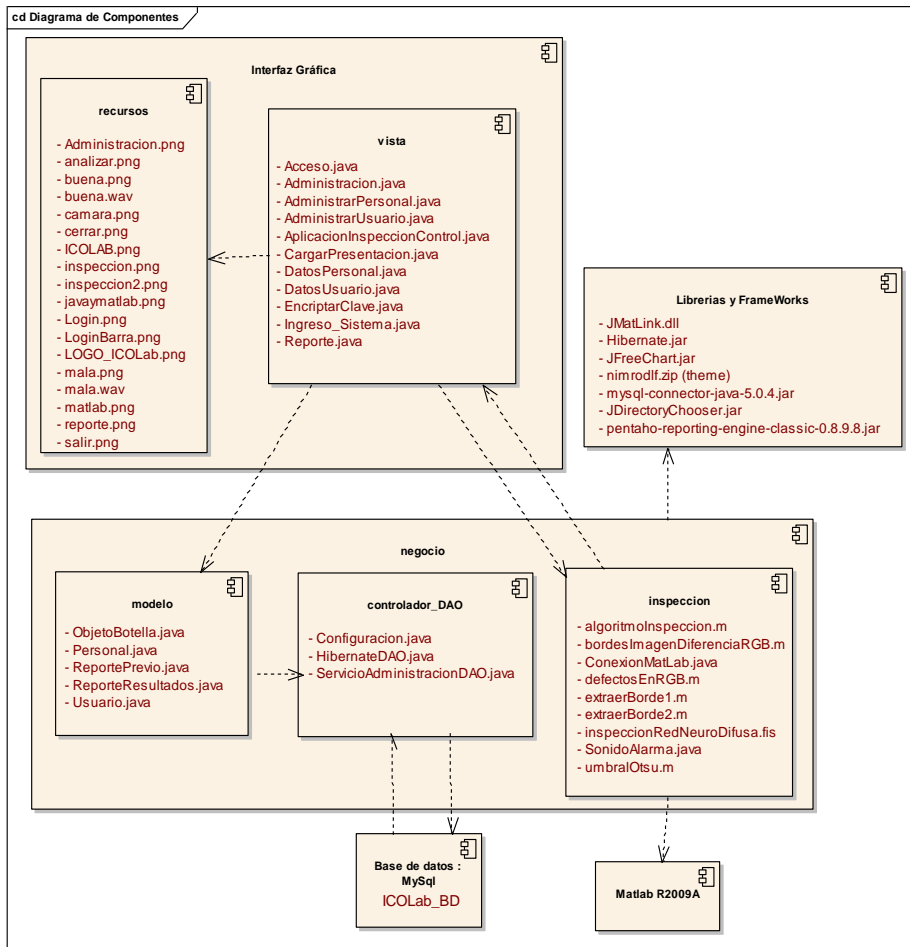 cd Diagrama de Componentes
Interfaz Gráfica
recursos
- Administracion.png
- analizar.png
- buena.png
- buena.wav
- camara.png
- cerrar.png
- ICOLAB.png
- inspeccion.png
- inspeccion2.png
- javaymatlab.png
- Login.png
- LoginBarra.png
- LOGO_ICOLab.png
- mala.png
- mala.wav
- matlab.png
- reporte.png
- salir.png
vista
- Acceso.java
- Administracion.java
- AdministrarPersonal.java
- AdministrarUsuario.java
- AplicacionInspeccionControl.java
- CargarPresentacion.java
- DatosPersonal.java
- DatosUsuario.java
- EncriptarClave.java
- Ingreso_Sistema.java
- Reporte.java
Librerias y FrameWorks
- JMatLink.dll
- Hibernate.jar
- JFreeChart.jar
- nimrodlf.zip (theme)
- mysql-connector-java-5.0.4.jar
- JDirectoryChooser.jar
- pentaho-reporting-engine-classic-0.8.9.8.jar
negocio
modelo
- ObjetoBotella.java
- Personal.java
- ReportePrevio.java
- ReporteResultados.java
- Usuario.java
controlador_DAO
- Configuracion.java
- HibernateDAO.java
- ServicioAdministracionDAO.java
inspeccion
- algoritmoInspeccion.m
- bordesImagenDiferenciaRGB.m
- ConexionMatLab.java
- defectosEnRGB.m
- extraerBorde1.m
- extraerBorde2.m
- inspeccionRedNeuroDifusa.fis
- SonidoAlarma.java
- umbralOtsu.m
Base de datos :
MySql
ICOLab_BD
Matlab R2009A